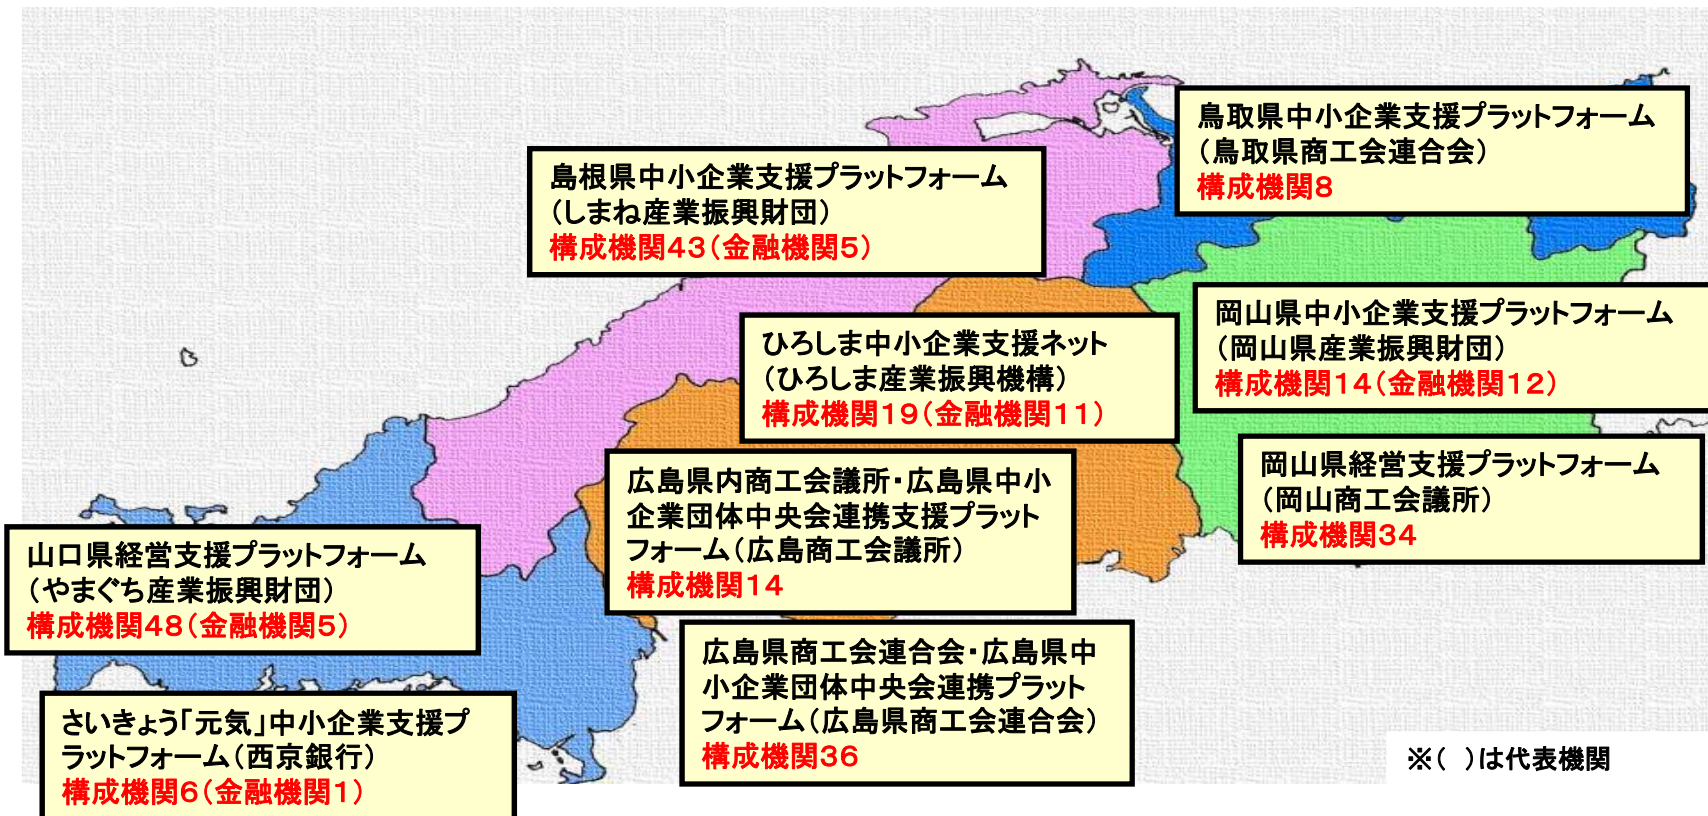 鳥取県中小企業支援プラットフォーム
（鳥取県商工会連合会）
構成機関8
島根県中小企業支援プラットフォーム
（しまね産業振興財団）
構成機関43（金融機関5）
岡山県中小企業支援プラットフォーム
（岡山県産業振興財団）
構成機関14（金融機関12）
ひろしま中小企業支援ネット
（ひろしま産業振興機構）
構成機関19（金融機関11）
岡山県経営支援プラットフォーム
（岡山商工会議所）
構成機関34
広島県内商工会議所・広島県中小
企業団体中央会連携支援プラット
フォーム（広島商工会議所）
構成機関14
山口県経営支援プラットフォーム
（やまぐち産業振興財団）
構成機関48（金融機関5）
広島県商工会連合会・広島県中
小企業団体中央会連携プラット
フォーム（広島県商工会連合会）
構成機関36
さいきょう「元気」中小企業支援プ
ラットフォーム（西京銀行）
構成機関6（金融機関1）
※（ ）は代表機関